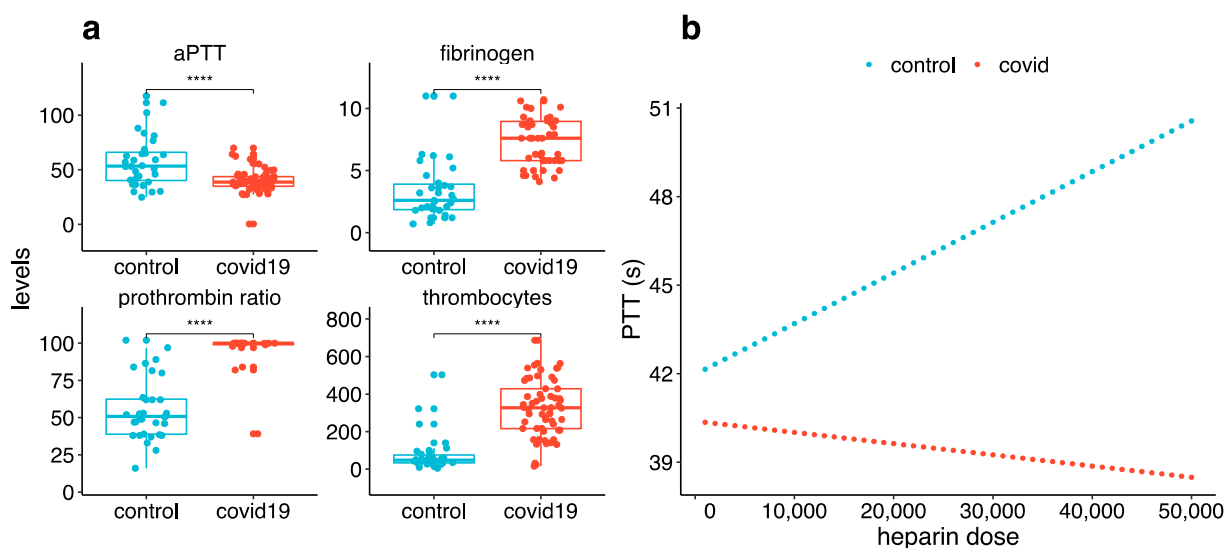 a
aPTT
fibrinogen
levels
100
50
0
****
control
covid19
10
5
0
****
control
covid19
prothrombin ratio
thrombocytes
100
75
50
25
0
****
control
covid19
800
600
400
200
0
****
control
covid19
b
control
covid
PTT (s)
51
48
45
42
39
0
10,000
20,000
30,000
40,000
50,000
heparin dose